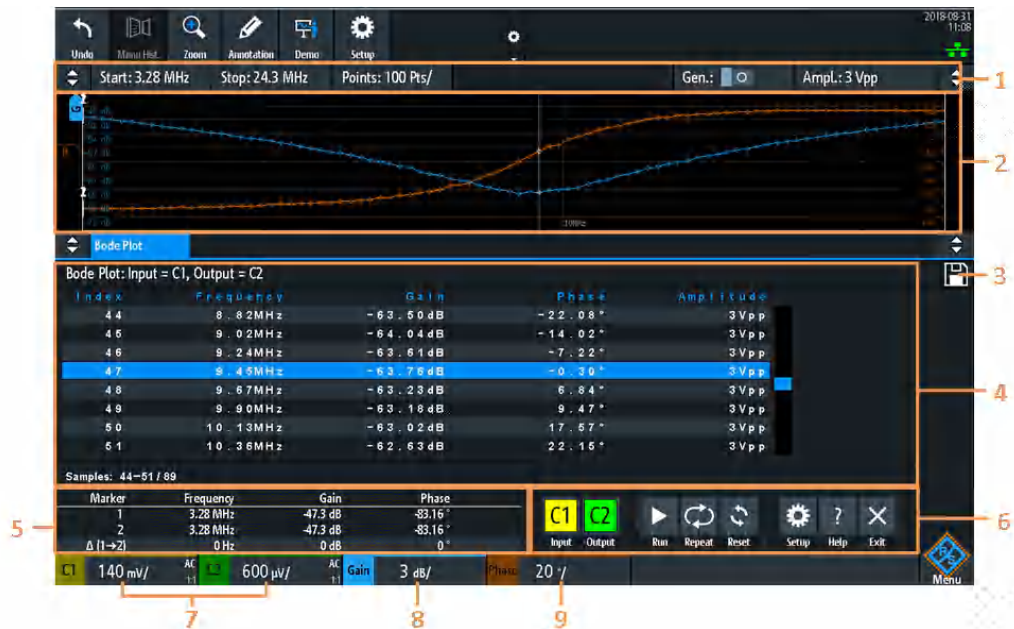 2018-08-31
11:08
Undo Menu Hist. Zoom Annotation Demo Setup
Start: 3.28 MHz Stop: 24.3 MHz Points: 100 Pts/ Gen.: Ampl.: 3 Vpp
1
2
G
2
10MHz
Bode Plot
3
Bode Plot: Input = C1, Output = C2
Index Frequency Gain Phase Amplitude
44 8.82MHz -63.50dB -22.08° 3Vpp
45 9.02MHz -64.04dB -14.02° 3Vpp
46 9.24MHz -63.61dB -7.22° 3Vpp
47 9.45MHz -63.76dB -0.30° 3Vpp
48 9.67MHz -63.23dB 6.84° 3Vpp
49 9.90MHz -63.18dB 9.47° 3Vpp
50 10.13MHz -63.02dB 17.57° 3Vpp
51 10.36MHz -62.63dB 22.15° 3Vpp
4
Samples: 44-51/89
5
Marker Frequency Gain Phase
1 3.28 MHz -47.3 dB -83.16 °
2 3.28 MHz -47.3 dB -83.16 °
Δ (1→2) 0 Hz 0 dB 0 °
C1 C2 ?
Input Output Run Repeat Reset Setup Help Exit
6
C1 140 mV/ AC 1:1 C2 600 µV/ AC 1:1 Gain 3 dB/ Phase 20 °/
R&S
Menu
7 8 9